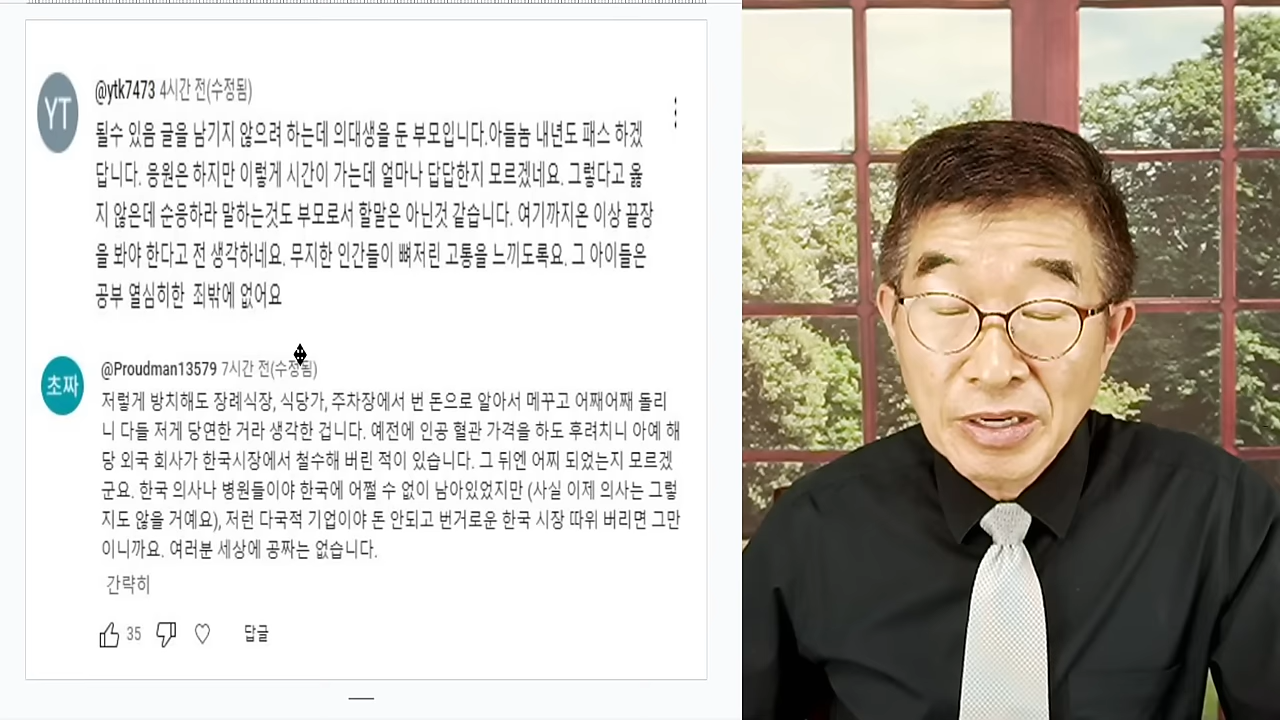 YT
@ytk7473 4시간 전(수정됨)
될수 있음 글을 남기지 않으려 하는데 의대생을 둔 부모입니다.아들놈 내년도 패스 하겠
답니다. 응원은 하지만 이렇게 시간이 가는데 얼마나 답답한지 모르겠네요. 그렇다고 옳
지 않은데 순응하라 말하는것도 부모로서 할말은 아닌것 같습니다. 여기까지온 이상 끝장
을 봐야 한다고 전 생각하네요. 무지한 인간들이 뼈저린 고통을 느끼도록요. 그 아이들은
공부 열심히한 죄밖에 없어요
초짜
@Proudman13579 7시간 전(수정됨)
저렇게 방치해도 장례식장, 식당가, 주차장에서 번 돈으로 알아서 메꾸고 어째어째 돌리
니 다들 저게 당연한 거라 생각한 겁니다. 예전에 인공 혈관 가격을 하도 후려치니 아예 해
당 외국 회사가 한국시장에서 철수해 버린 적이 있습니다. 그 뒤엔 어찌 되었는지 모르겠
군요. 한국 의사나 병원들이야 한국에 어쩔 수 없이 남아있었지만 (사실 이제 의사는 그렇
지도 않을 거예요), 저런 다국적 기업이야 돈 안되고 번거로운 한국 시장 따위 버리면 그만
이니까요. 여러분 세상에 공짜는 없습니다.
간략히
35 답글